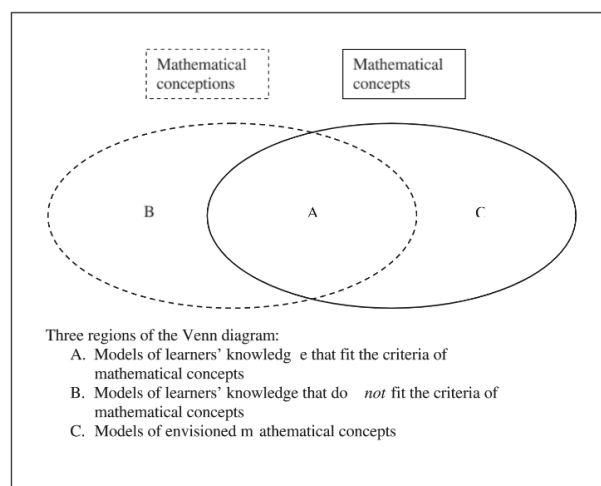 Mathematical
conceptions
Mathematical
concepts
B
A
C
Three regions of the Venn diagram:
A. Models of learners' knowledg e that fit the criteria of
mathematical concepts
B. Models of learners' knowledge that do not fit the criteria of
mathematical concepts
C. Models of envisioned m athematical concepts